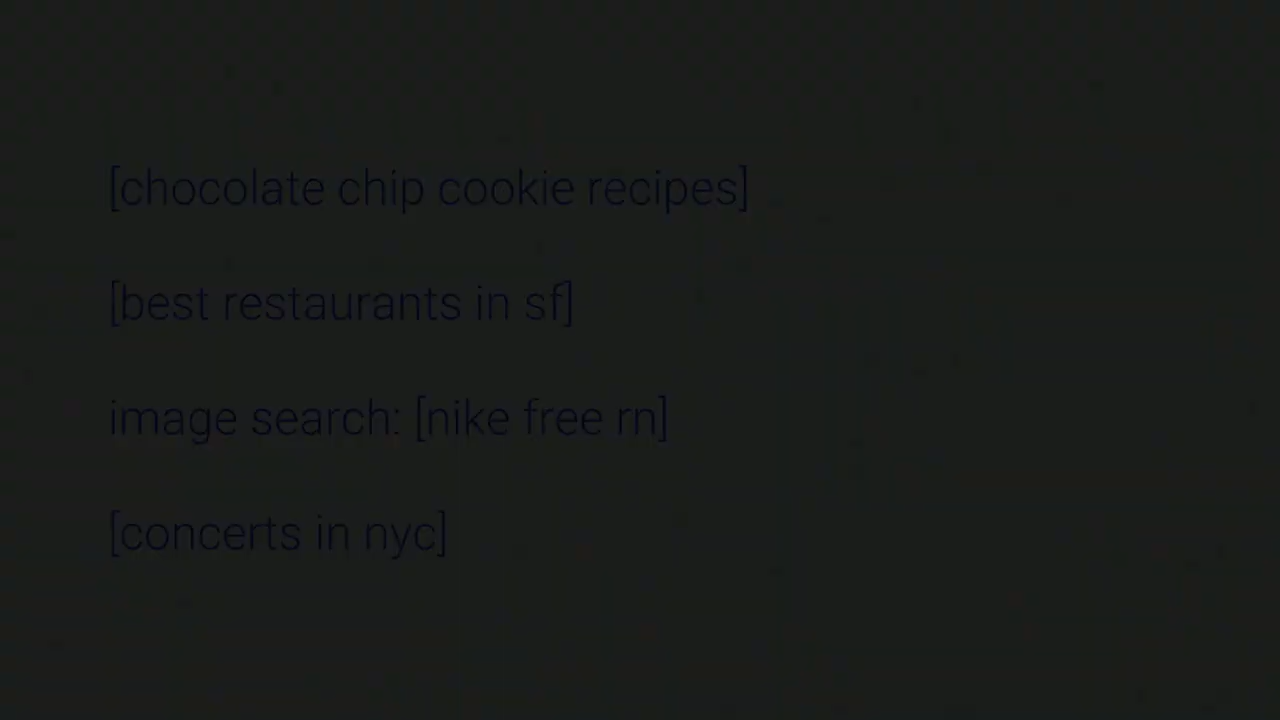 [chocolate chip cookie recipes]
[best restaurants in sf]
image search: [nike free rn]
[concerts in nyc]